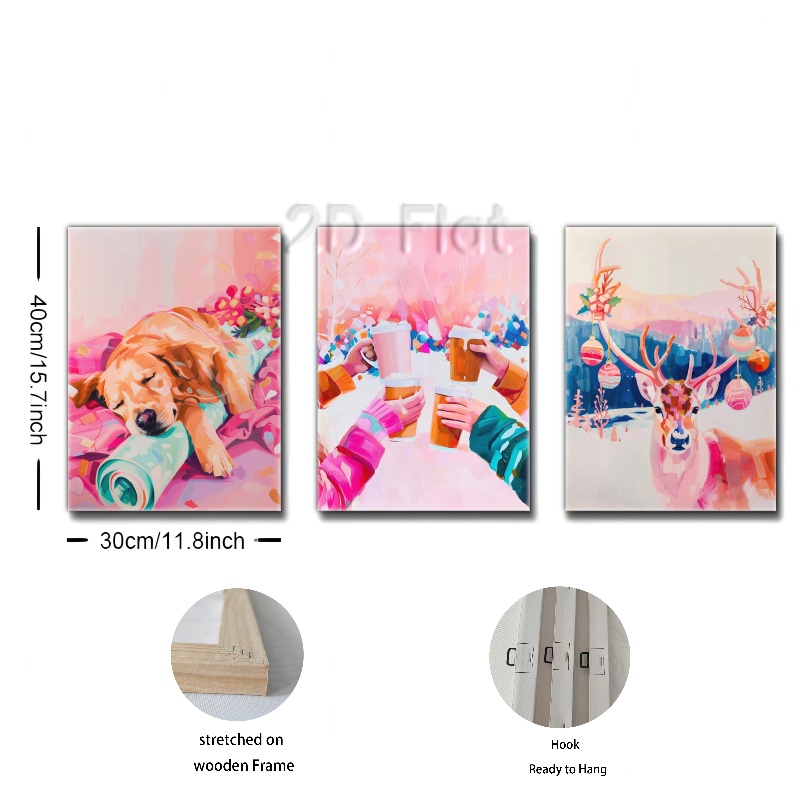 2D Flat
40cm/15.7inch
30cm/11.8inch
stretched on
wooden Frame
Hook
Ready to Hang